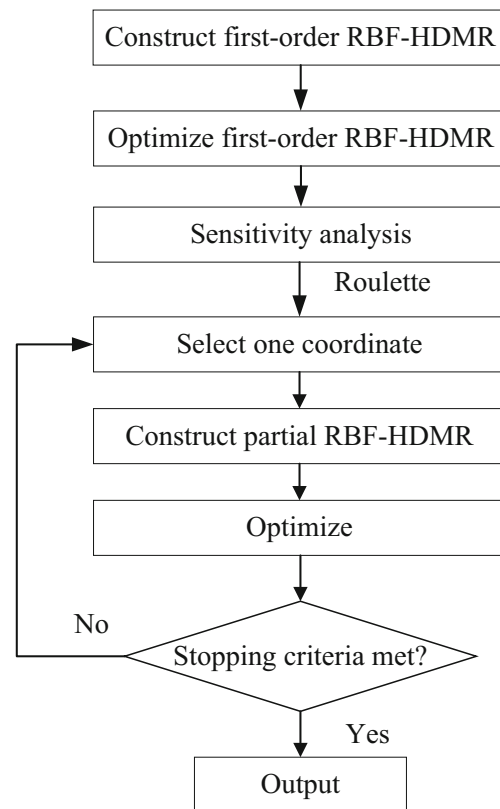 Construct first-order RBF-HDMR
Optimize first-order RBF-HDMR
Sensitivity analysis
Roulette
Select one coordinate
Construct partial RBF-HDMR
Optimize
No
Stopping criteria met?
Yes
Output